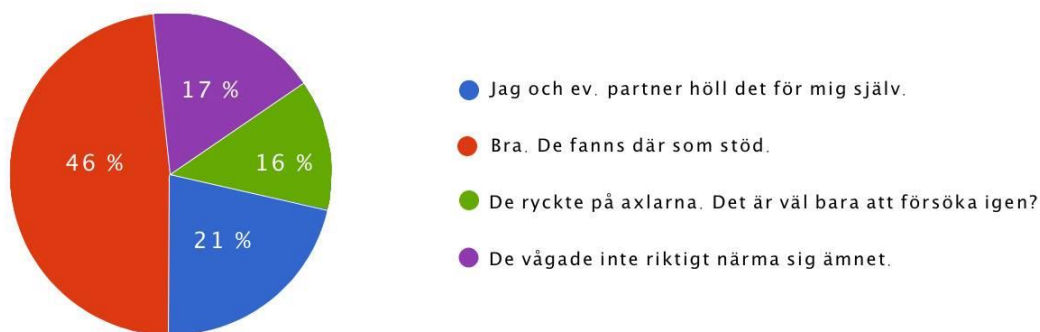 17 %
46 %
16 %
21 %
Jag och ev. partner höll det för mig själv.
Bra. De fanns där som stöd.
De ryckte på axlarna. Det är väl bara att försöka igen?
De vågade inte riktigt närma sig ämnet.